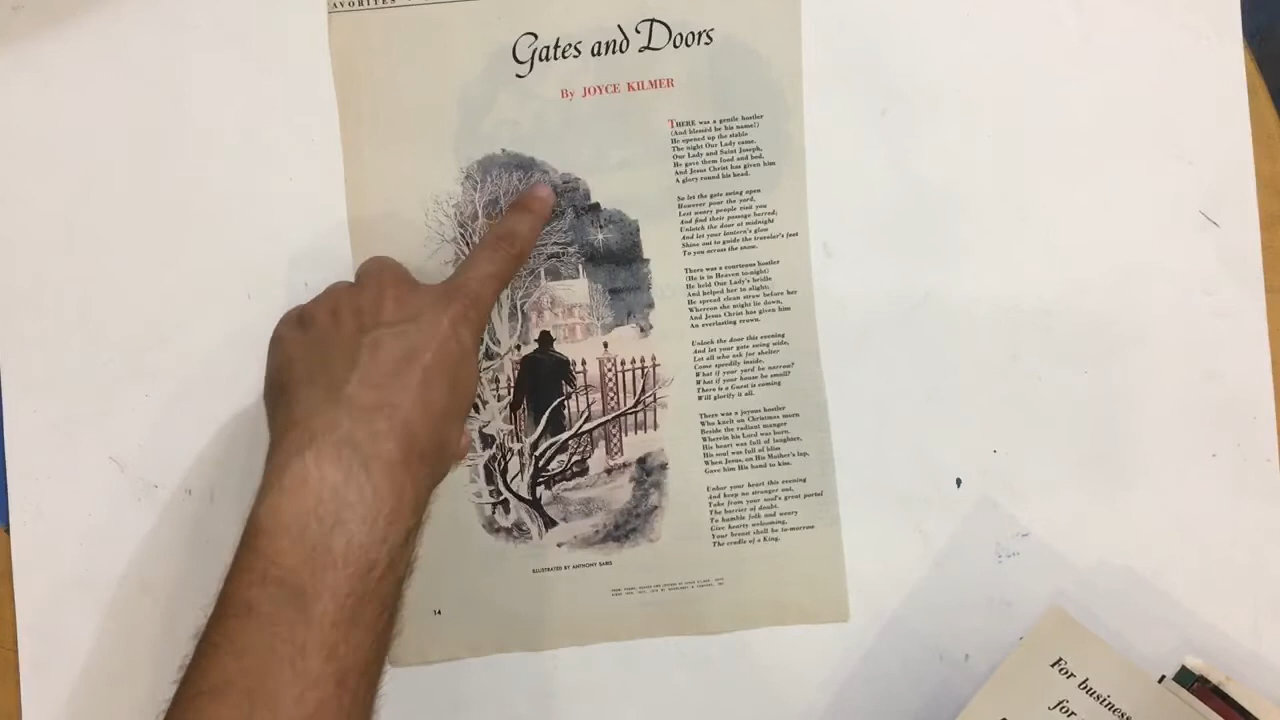 AVORITES
Gates and Doors
By JOYCE KILMER
THERE was a gentle hostler
(And blessèd be his name!)
He opened up the stable
The night Our Lady came.
Our Lady and Saint Joseph,
He gave them food and bed,
And Jesus Christ has given him
A glory round his head.
So let the gate swing open
However poor the yard,
Lest weary people visit you
And find their passage barred;
Unlatch the door at midnight
And let your lantern's glow
Shine out to guide the traveler's feet
To you across the snow.
There was a courteous hostler
(He is in Heaven to-night)
He held Our Lady's bridle
And helped her to alight;
He spread clean straw before her
Whereon she might lie down,
And Jesus Christ has given him
An everlasting crown.
Unlock the door this evening
And let your gate swing wide,
Let all who ask for shelter
Come speedily inside.
What if your yard be narrow?
What if your house be small?
There is a Guest is coming
Will glorify it all.
There was a joyous hostler
Who knelt on Christmas morn
Beside the radiant manger
Wherein his Lord was born.
His heart was full of laughter,
His soul was full of bliss
When Jesus, on His Mother's lap,
Gave him His hand to kiss.
Unbar your heart this evening
And keep no stranger out,
Take from your soul's great portal
The barrier of doubt.
To humble folk and weary
Give hearty welcoming,
Your breast shall be to-morrow
The cradle of a King.
ILLUSTRATED BY ANTHONY SARIS
14
For business
for